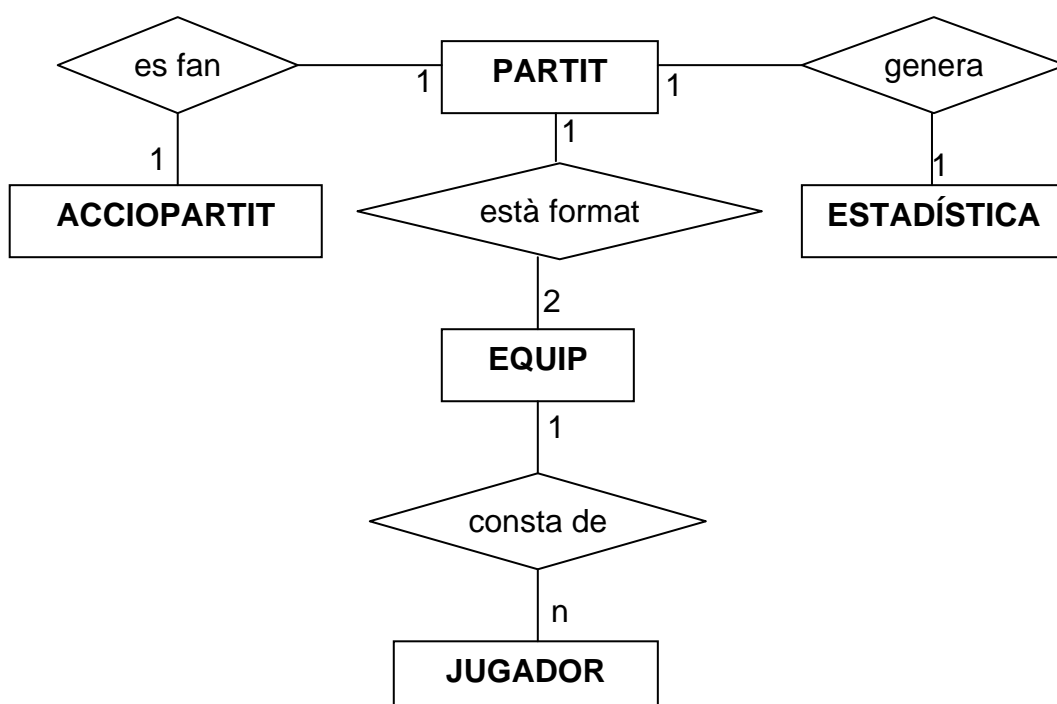 es fan
1
PARTIT
1
genera
1
1
1
ACCIOPARTIT
està format
ESTADÍSTICA
2
EQUIP
1
consta de
n
JUGADOR